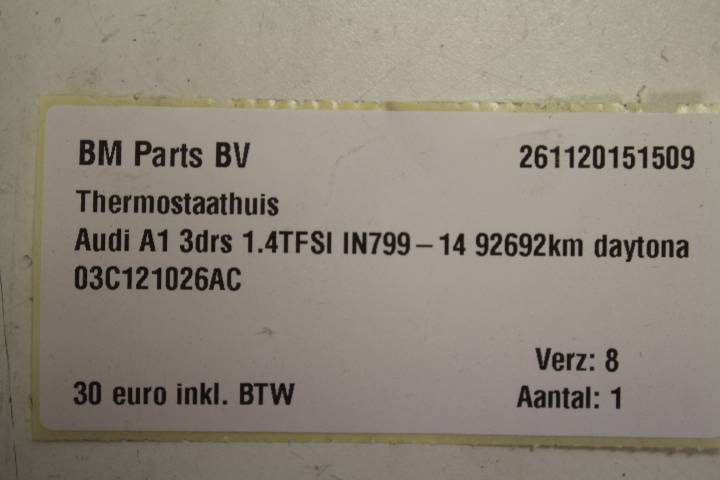 BM Parts BV 261120151509
Thermostaathuis
Audi A1 3drs 1.4TFSI IN799-14 92692km daytona
03C121026AC
Verz: 8
30 euro inkl. BTW Aantal: 1